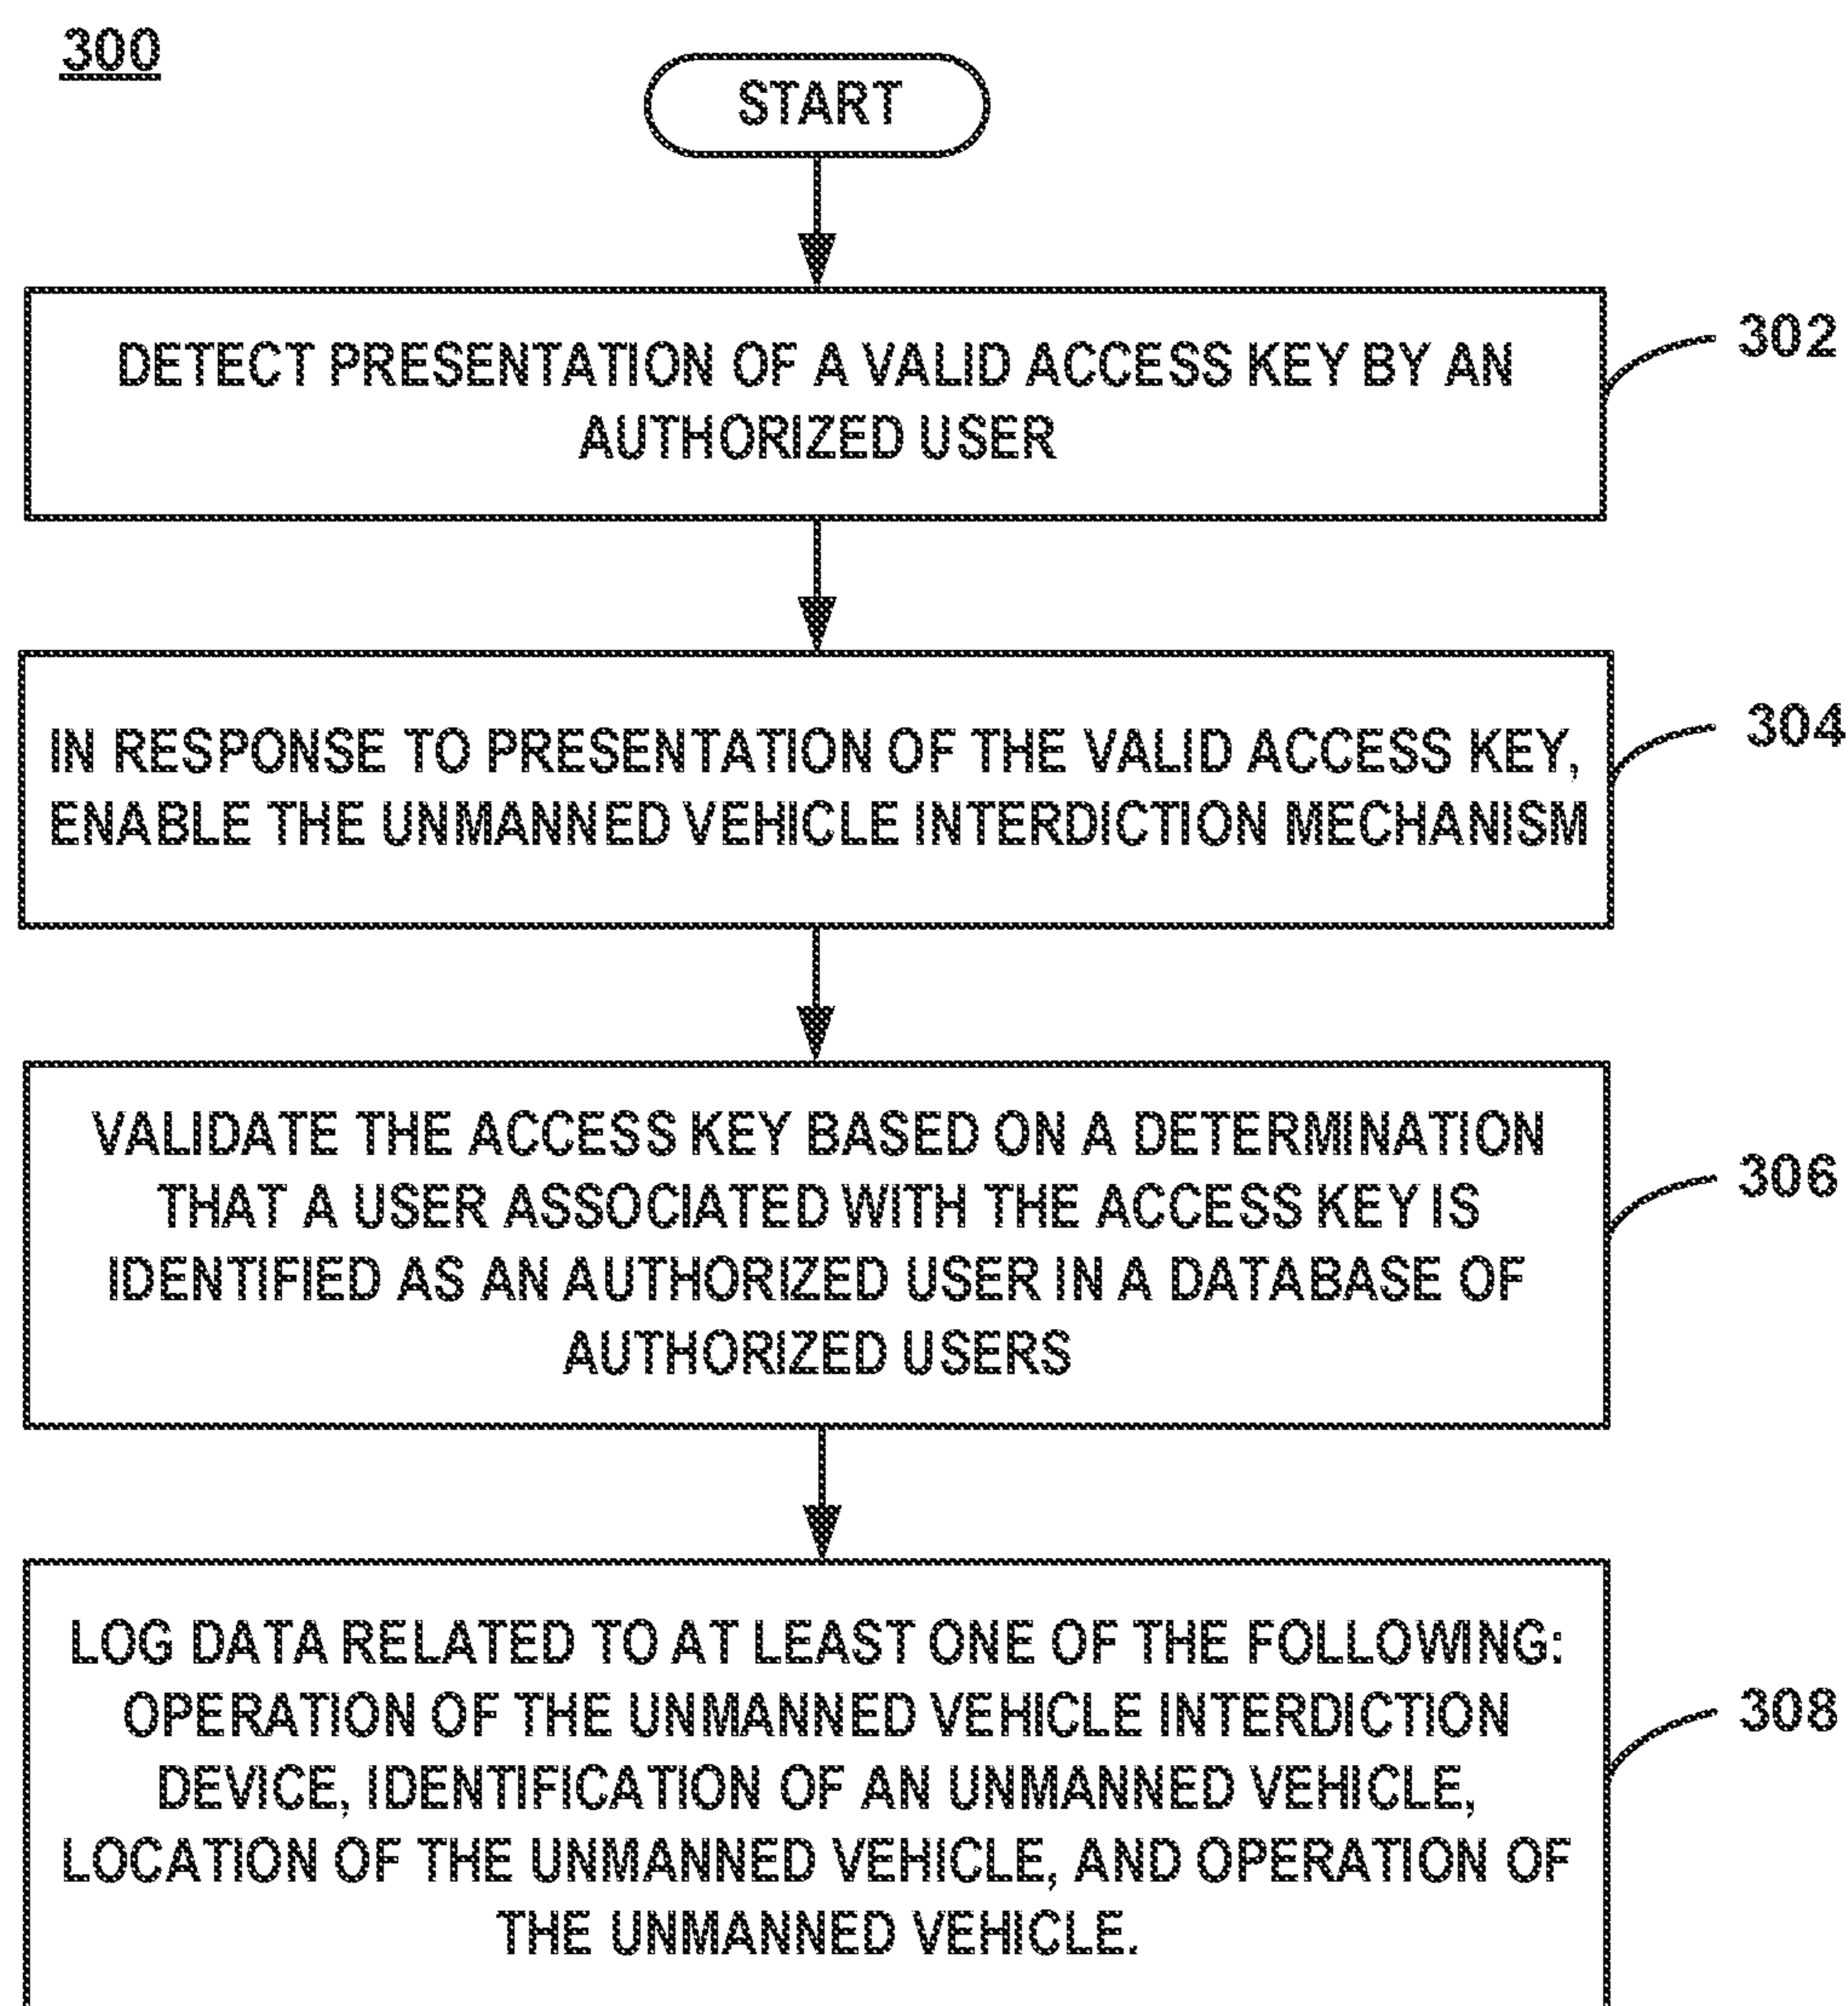 300
START
DETECT PRESENTATION OF A VALID ACCESS KEY BY AN
AUTHORIZED USER
302
IN RESPONSE TO PRESENTATION OF THE VALID ACCESS KEY,
ENABLE THE UNMANNED VEHICLE INTERDICTION MECHANISM
304
VALIDATE THE ACCESS KEY BASED ON A DETERMINATION
THAT A USER ASSOCIATED WITH THE ACCESS KEY IS
IDENTIFIED AS AN AUTHORIZED USER IN A DATABASE OF
AUTHORIZED USERS
306
LOG DATA RELATED TO AT LEAST ONE OF THE FOLLOWING:
OPERATION OF THE UNMANNED VEHICLE INTERDICTION
DEVICE, IDENTIFICATION OF AN UNMANNED VEHICLE,
LOCATION OF THE UNMANNED VEHICLE, AND OPERATION OF
THE UNMANNED VEHICLE.
308